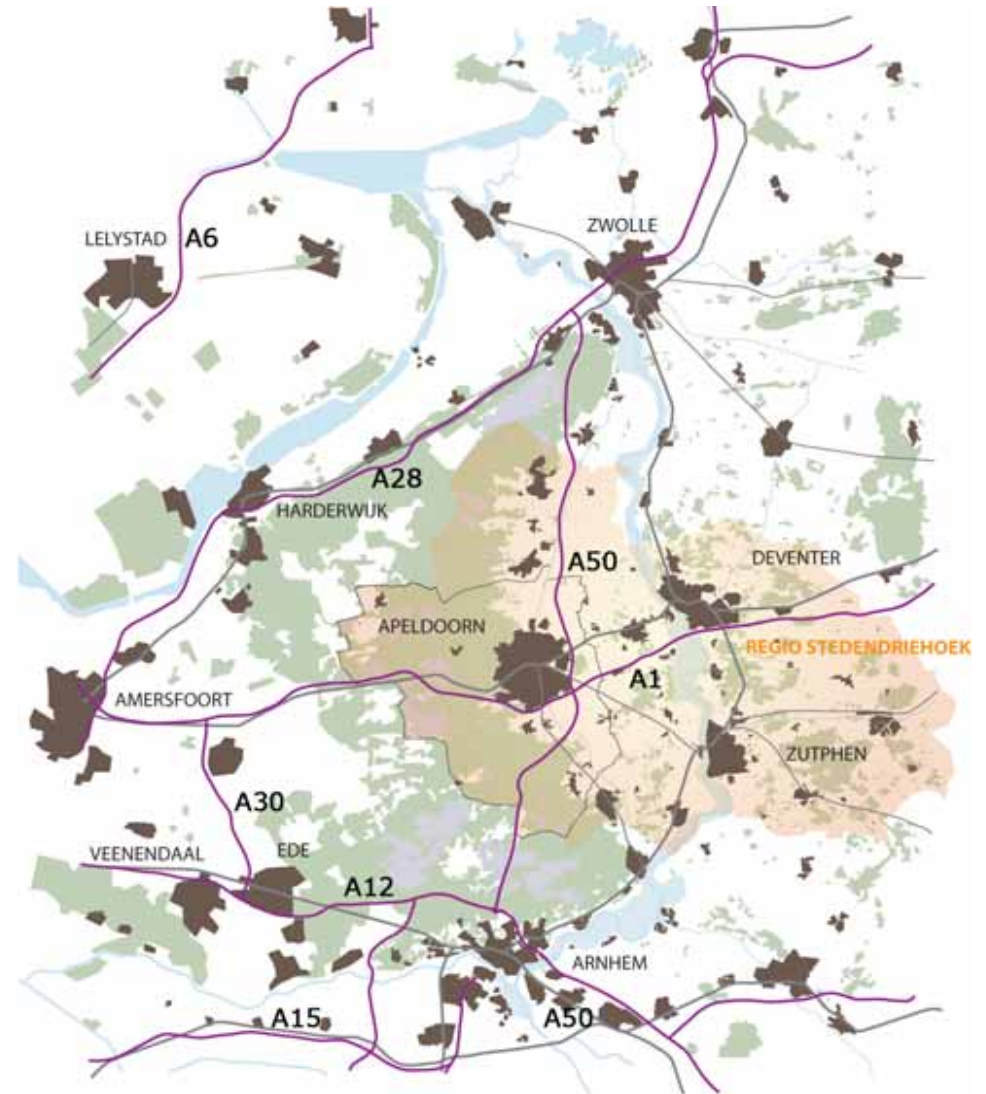 ZWOLLE
LELYSTAD
A6
A28
HARDERWIJK
A50
DEVENTER
APELDOORN
REGIO STEDENDRIEHOEK
A1
AMERSFOORT
ZUTPHEN
A30
VEENENDAAL
EDE
A12
ARNHEM
A15
A50